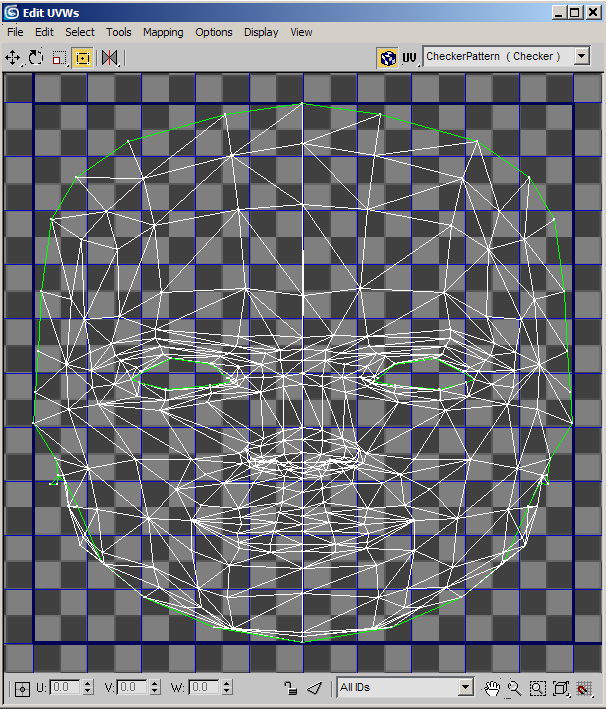 Edit UVWs
File Edit Select Tools Mapping Options Display View
UV CheckerPattern ( Checker )
U: 0.0 V: 0.0 W: 0.0 All IDs